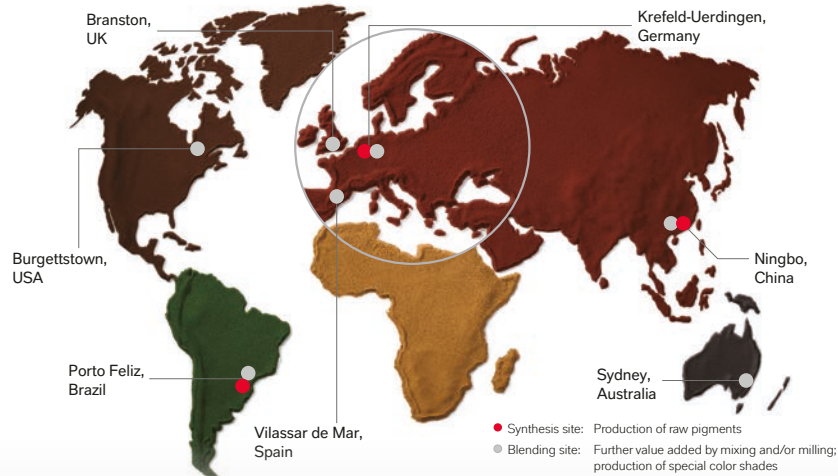 Branston,
UK
Krefeld-Uerdingen,
Germany
Burgettstown,
USA
Ningbo,
China
Porto Feliz,
Brazil
Sydney,
Australia
Vilassar de Mar,
Spain
Synthesis site: Production of raw pigments
Blending site: Further value added by mixing and/or milling;
production of special color shades